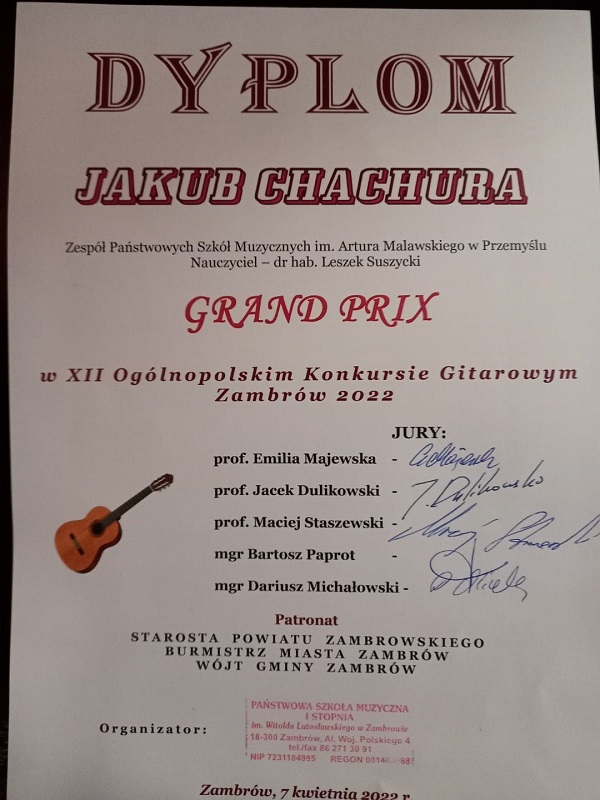 DYPLOM
JAKUB CHACHURA
Zespół Państwowych Szkół Muzycznych im. Artura Malawskiego w Przemyślu
Nauczyciel – dr hab. Leszek Suszycki
GRAND PRIX
w XII Ogólnopolskim Konkursie Gitarowym
Zambrów 2022
JURY:
prof. Emilia Majewska -
prof. Jacek Dulikowski - J. Dulikowski
prof. Maciej Staszewski -
mgr Bartosz Paprot -
mgr Dariusz Michałowski -
Patronat
STAROSTA POWIATU ZAMBROWSKIEGO
BURMISTRZ MIASTA ZAMBRÓW
WÓJT GMINY ZAMBRÓW
Organizator:
PAŃSTWOWA SZKOŁA MUZYCZNA
I STOPNIA
im. Witolda Lutosławskiego w Zambrowie
18-300 Zambrów, Al. Woj. Polskiego 4
tel./fax 86 271 30 91
NIP 7231184995 REGON
Zambrów, 7 kwietnia 2022 r